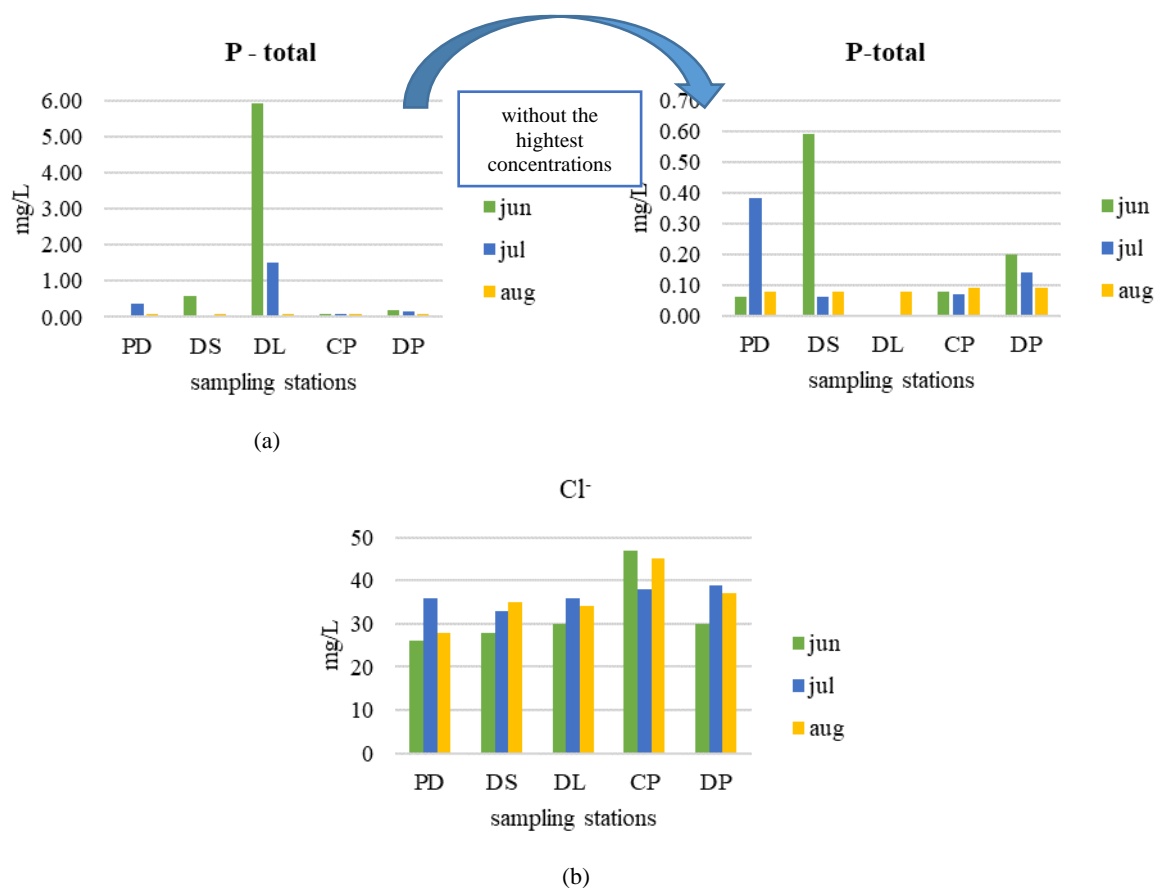 P - total
6.00
5.00
4.00
3.00
2.00
1.00
0.00
mg/L
PD DS DL CP DP
sampling stations
jun
jul
aug
(a)
without the
hightest
concentrations
P-total
0.70
0.60
0.50
0.40
0.30
0.20
0.10
0.00
mg/L
PD DS DL CP DP
sampling stations
jun
jul
aug
Cl-
50
40
30
20
10
0
mg/L
PD DS DL CP DP
sampling stations
jun
jul
aug
(b)